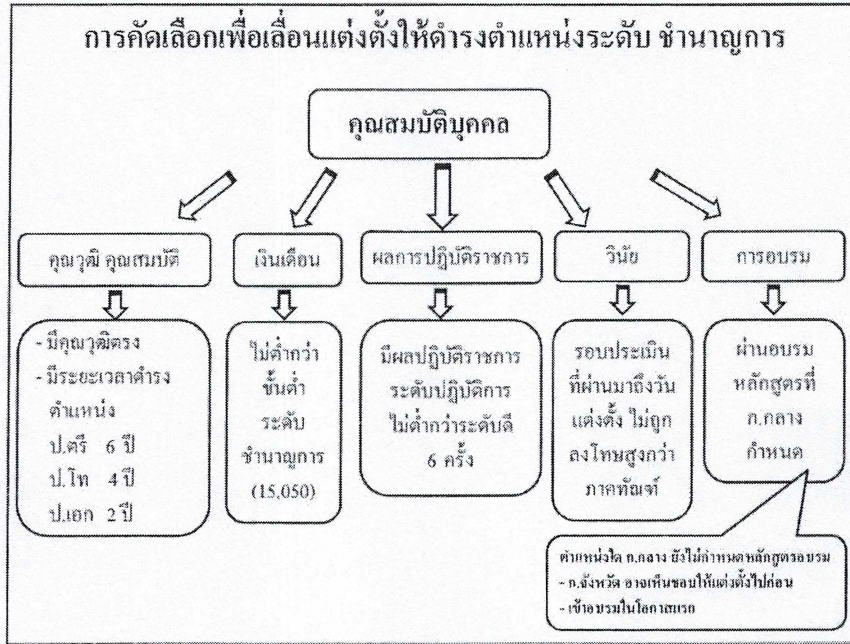 การคัดเลือกเพื่อเลื่อนแต่งตั้งให้ดำรงตำแหน่งระดับ ชำนาญการ
คุณสมบัติบุคคล
คุณวุฒิ คุณสมบัติ
- มีคุณวุฒิตรง
- มีระยะเวลาดำรง
ตำแหน่ง
ป.ตรี 6 ปี
ป.โท 4 ปี
ป.เอก 2 ปี
เงินเดือน
ไม่ต่ำกว่า
ขั้นต่ำ
ระดับ
ชำนาญการ
(15,050)
ผลการปฏิบัติราชการ
มีผลปฏิบัติราชการ
ระดับปฏิบัติการ
ไม่ต่ำกว่าระดับดี
6 ครั้ง
วินัย
รอบประเมิน
ที่ผ่านมาถึงวัน
แต่งตั้ง ไม่ถูก
ลงโทษสูงกว่า
ภาคทัณฑ์
การอบรม
ผ่านอบรม
หลักสูตรที่
ก.กลาง
กำหนด
ตำแหน่งใด ก.กลาง ยังไม่กำหนดหลักสูตรอบรม
- ก.จังหวัด อาจเห็นชอบให้แต่งตั้งไปก่อน
- เข้าอบรมในโอกาสแรก